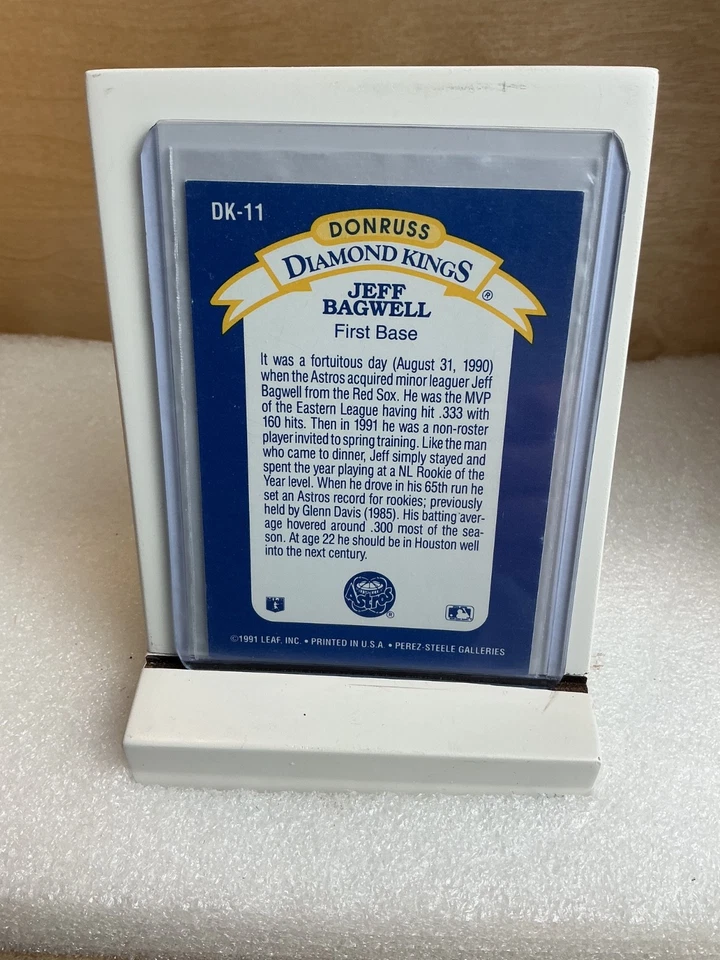 DK-11
DONRUSS
DIAMOND KINGS
®
JEFF
BAGWELL
First Base
It was a fortuitous day (August 31, 1990)
when the Astros acquired minor leaguer Jeff
Bagwell from the Red Sox. He was the MVP
of the Eastern League having hit .333 with
160 hits. Then in 1991 he was a non-roster
player invited to spring training. Like the man
who came to dinner, Jeff simply stayed and
spent the year playing at a NL Rookie of the
Year level. When he drove in his 65th run he
set an Astros record for rookies; previously
held by Glenn Davis (1985). His batting aver-
age hovered around .300 most of the sea-
son. At age 22 he should be in Houston well
into the next century.
Astros
®
©1991 LEAF, INC. • PRINTED IN U.S.A. • PEREZ-STEELE GALLERIES